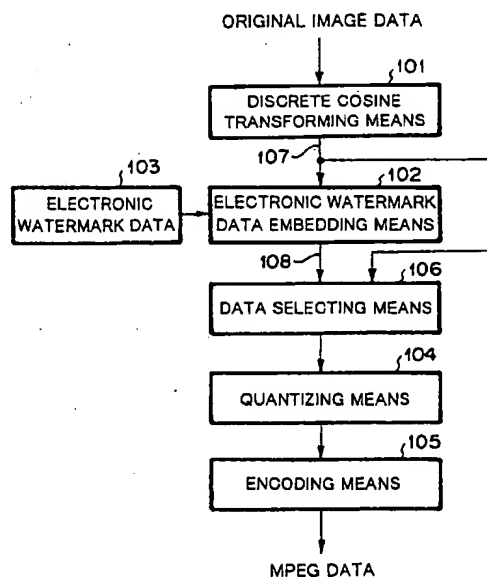 ORIGINAL IMAGE DATA
101
DISCRETE COSINE
TRANSFORMING MEANS
107
103
102
ELECTRONIC
WATERMARK DATA
ELECTRONIC WATERMARK
DATA EMBEDDING MEANS
108
106
DATA SELECTING MEANS
104
QUANTIZING MEANS
105
ENCODING MEANS
MPEG DATA